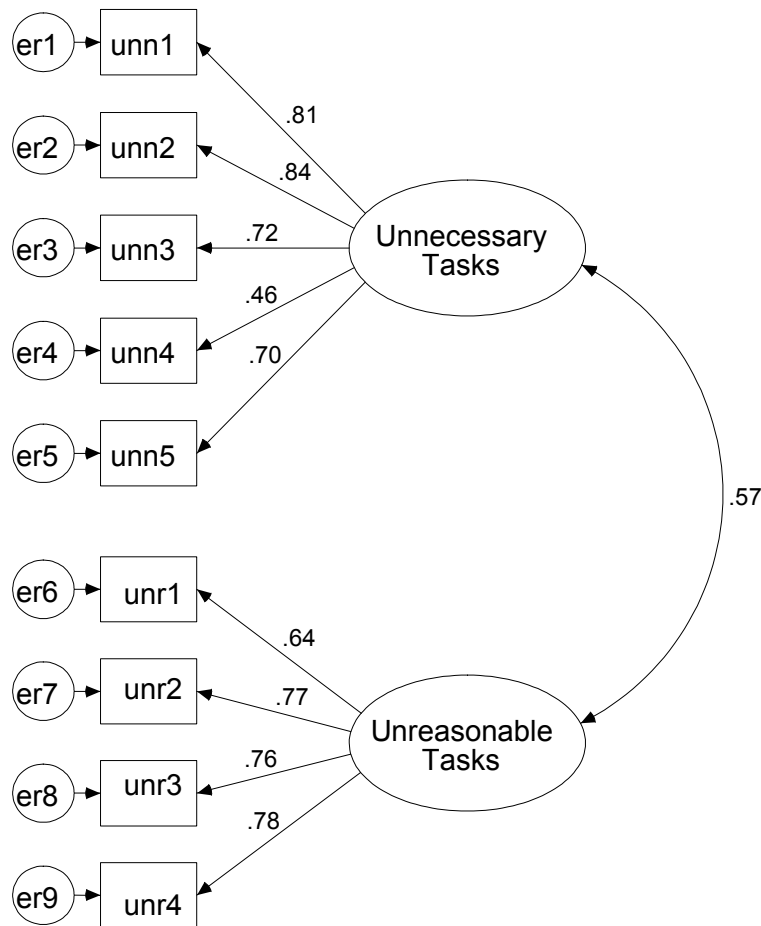 er1 unn1
.81
er2 unn2
.84
Unnecessary
Tasks
er3 unn3
.72
.46
er4 unn4
.70
er5 unn5
.57
er6 unr1
.64
er7 unr2
.77
Unreasonable
Tasks
.76
er8 unr3
.78
er9 unr4